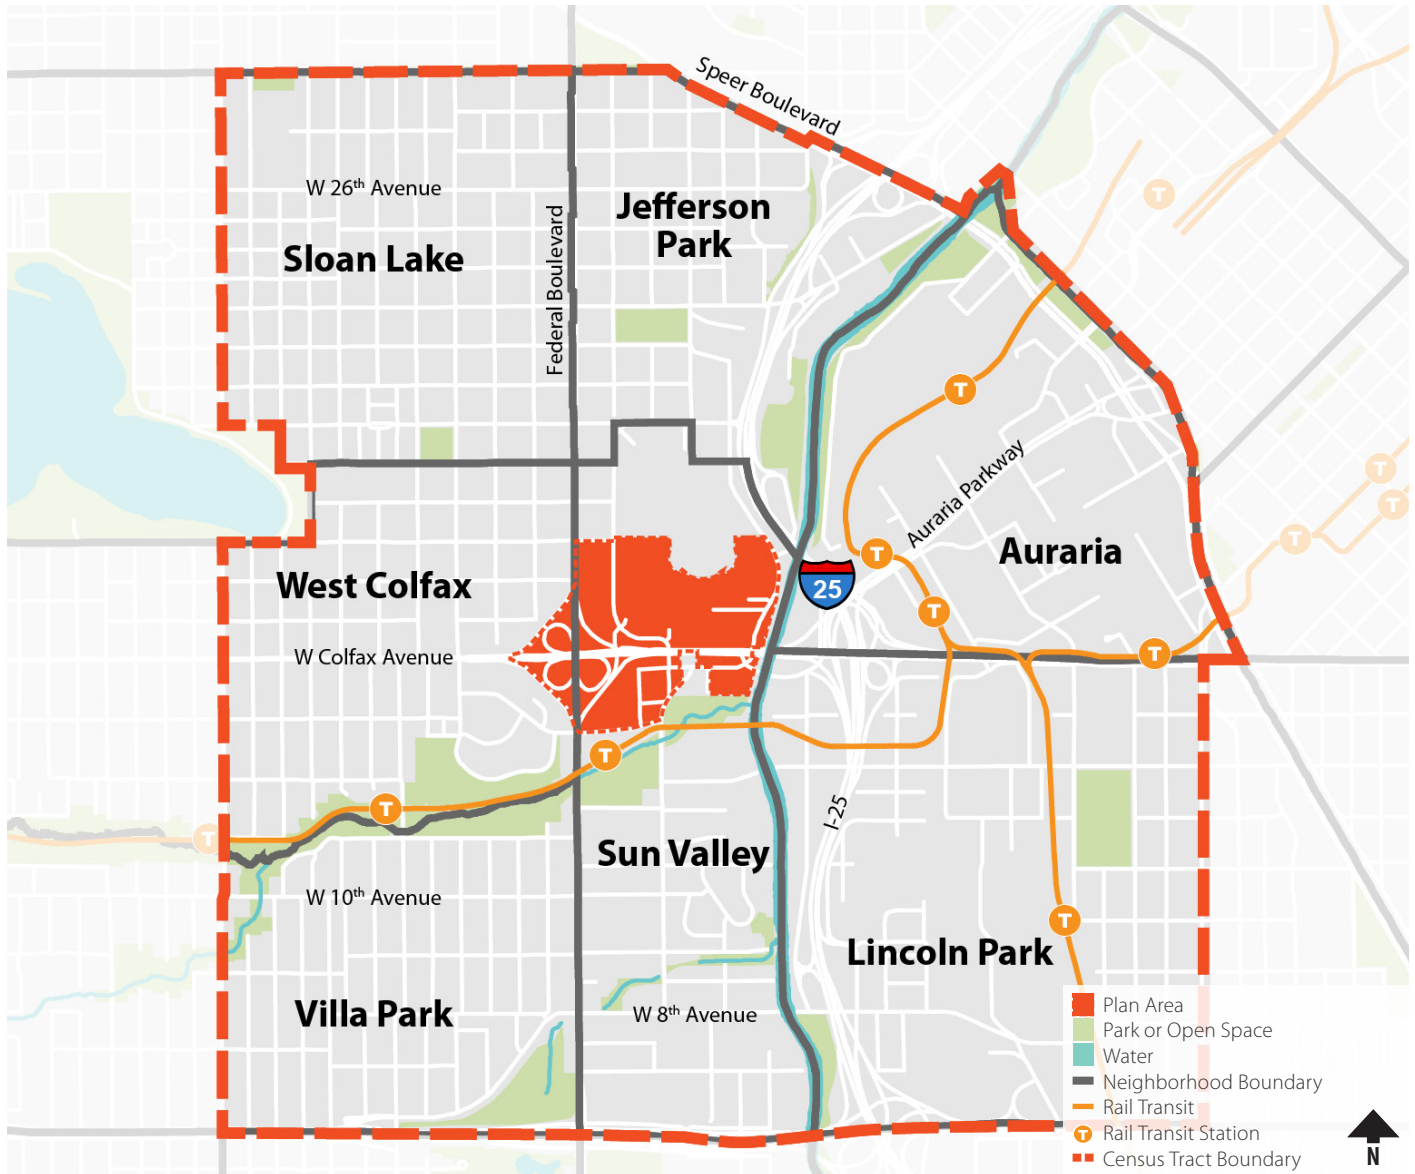 Speer Boulevard
W 26th Avenue
Jefferson
Park
Sloan Lake
Federal Boulevard
T
T
Auraria Parkway
T
T
T
Auraria
T
25
West Colfax
T
W Colfax Avenue
T
T
T
T
I-25
Sun Valley
W 10th Avenue
T
Lincoln Park
Villa Park
W 8th Avenue
Plan Area
Park or Open Space
Water
Neighborhood Boundary
Rail Transit
T Rail Transit Station
Census Tract Boundary
N